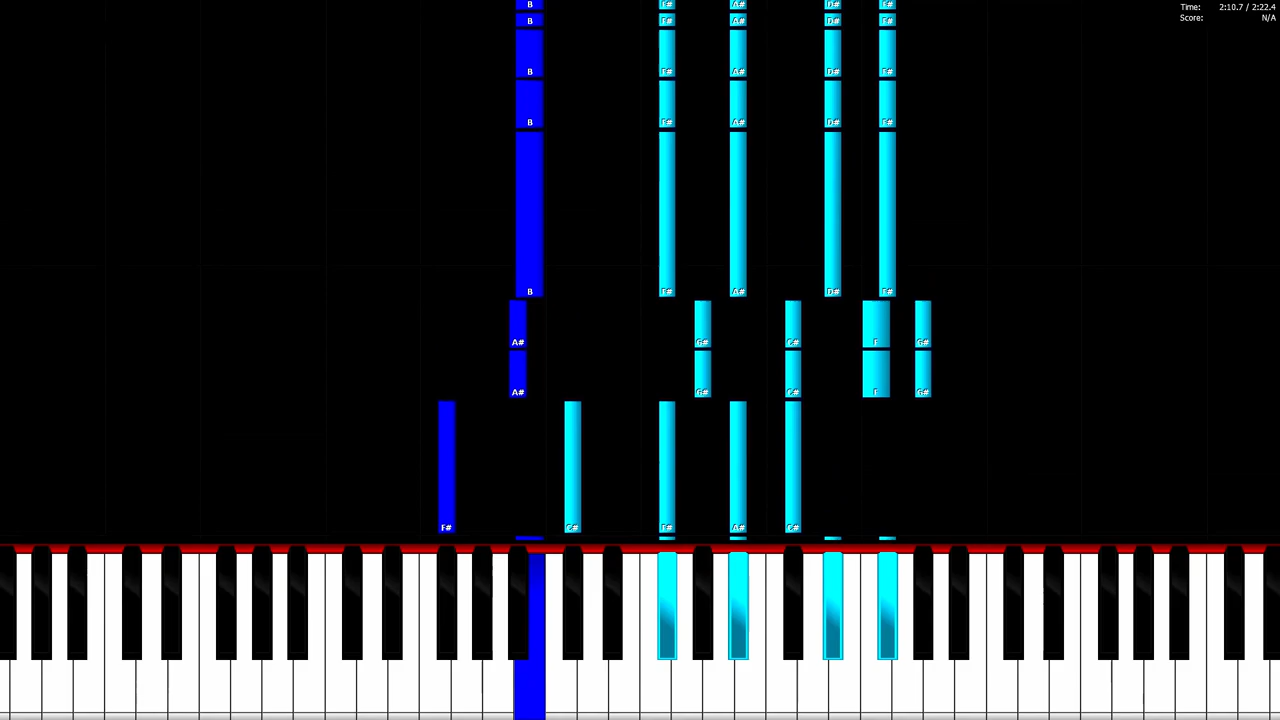 B F# A# D# F# Time: 2:10.7 / 2:22.4
B F# A# D# F# Score: N/A
B F# A# D# F#
B F# A# D# F#
B F# A# D# F#
A# G# C# F G#
A# G# C# F G#
F# C# F# A# C#